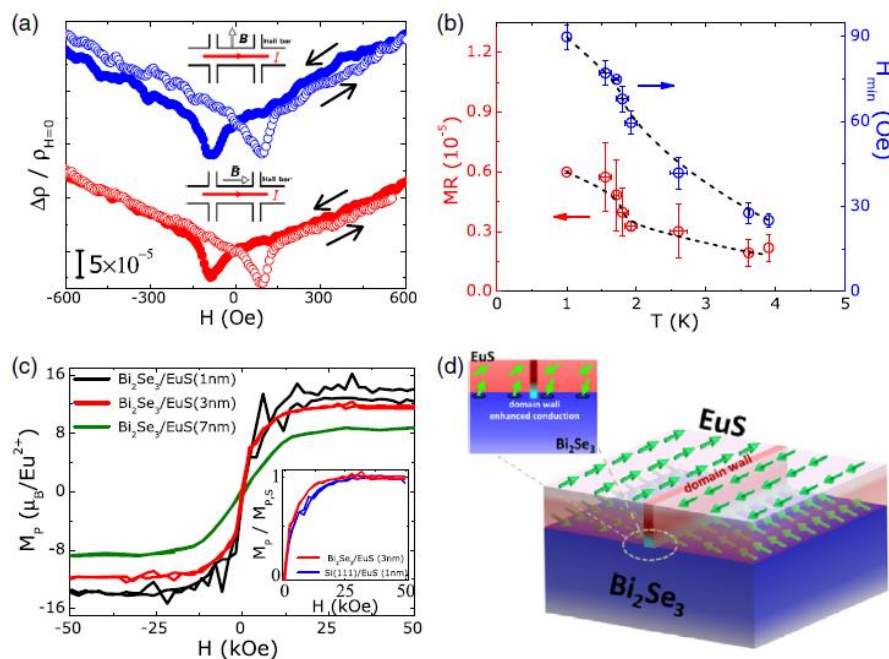 (a)
Δρ / ρH=0
B
Hall bar
I
B
Hall bar
I
5×10-5
-600 -300 0 300 600
H (Oe)
(b)
MR (10-5)
1.2
0.9
0.6
0.3
0.0
90
60
30
0
Hmin (Oe)
0 1 2 3 4 5
T (K)
(c)
MP (μB/Eu2+)
16
8
0
-8
-16
Bi2Se3/EuS(1nm)
Bi2Se3/EuS(3nm)
Bi2Se3/EuS(7nm)
MP / MP,S
1
0
Bi2Se3/EuS (3nm)
Si(111)/EuS (1nm)
0 25 50
H (kOe)
-50 -25 0 25 50
H (kOe)
(d)
EuS
domain wall
enhanced conduction
Bi2Se3
EuS
domain wall
Bi2Se3